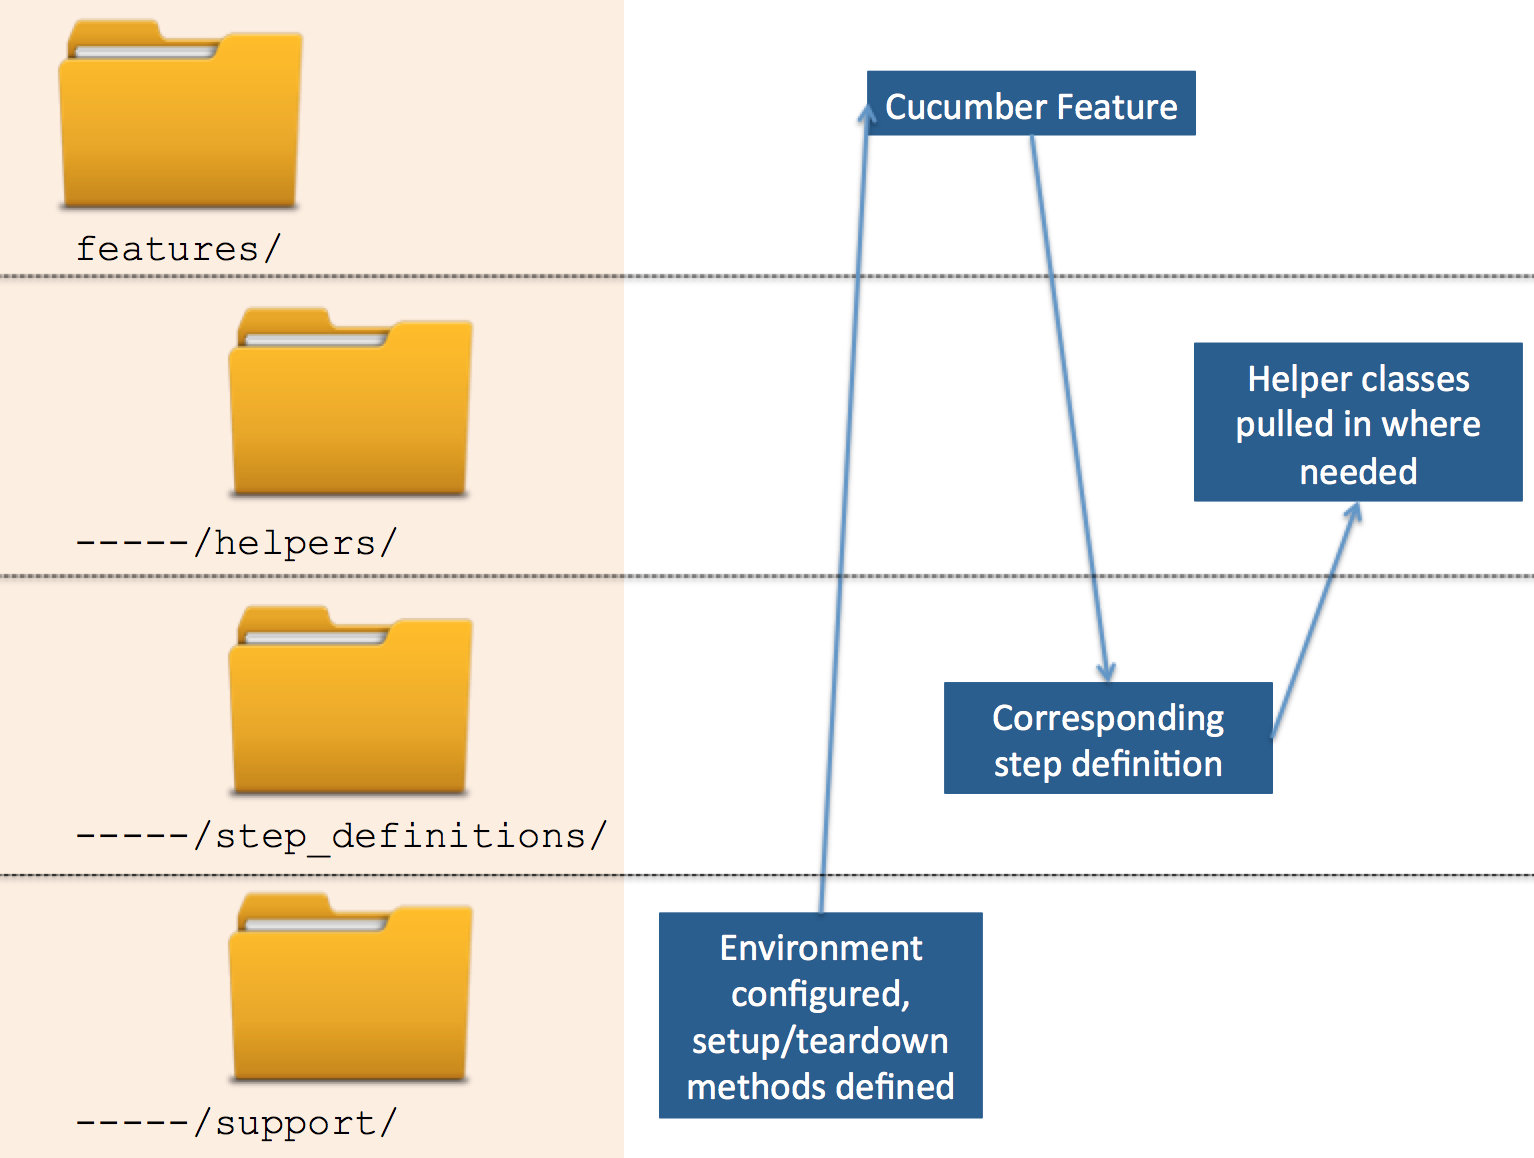 features/
Cucumber Feature
-----/helpers/
Helper classes
pulled in where
needed
-----/step_definitions/
Corresponding
step definition
-----/support/
Environment
configured,
setup/teardown
methods defined